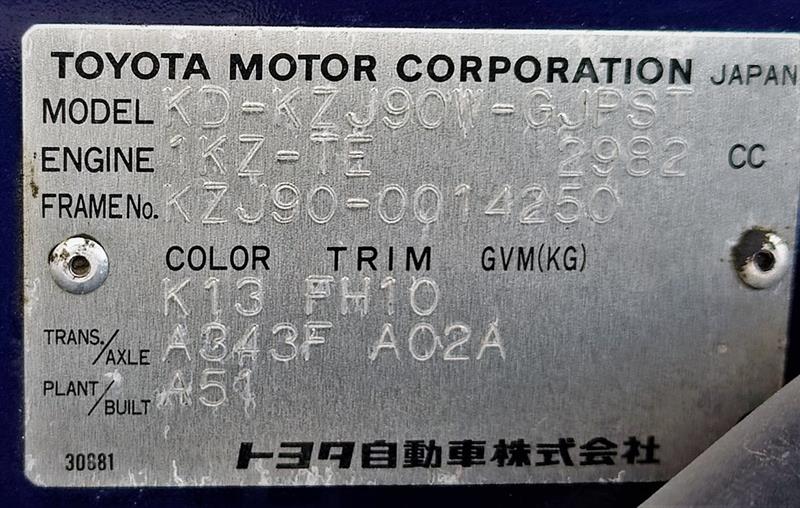 TOYOTA MOTOR CORPORATION JAPAN
MODEL KD-KZJ90W-GJPST
ENGINE 1KZ-TE 2982 CC
FRAME No. KZJ90-0014250
COLOR TRIM GVM(KG)
K13 FH10
TRANS./AXLE A343F A02A
PLANT/BUILT A51
30881
トヨタ自動車株式会社